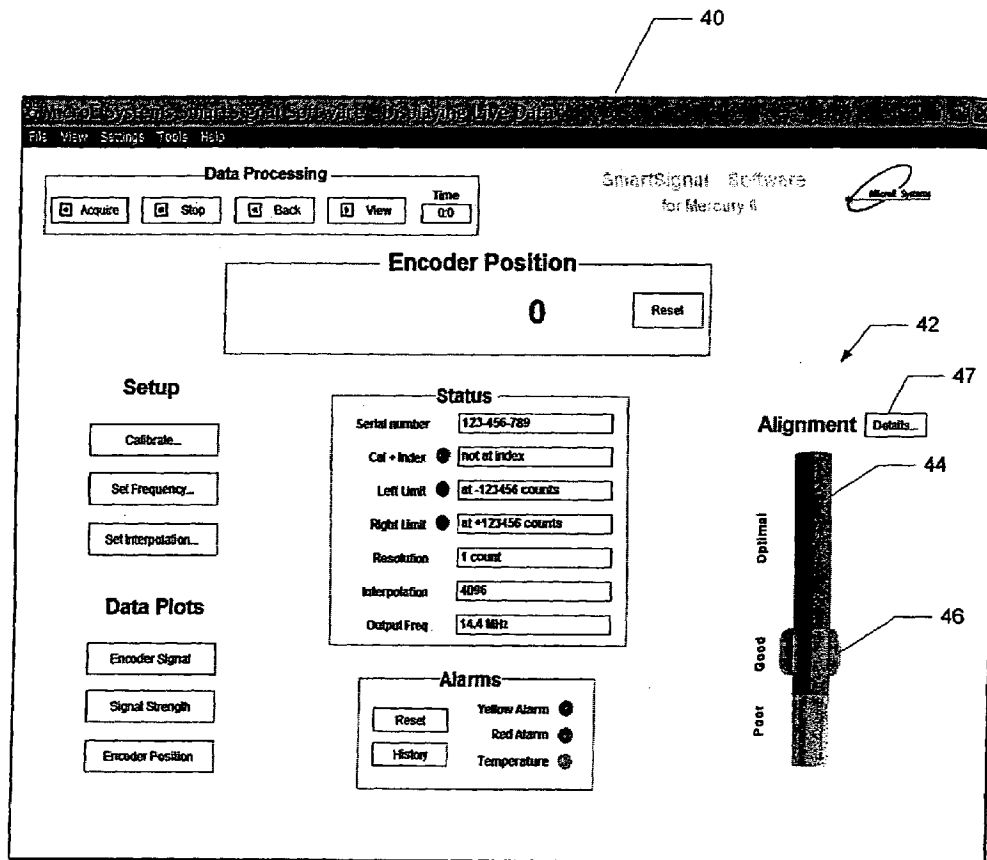 40
MicroE Systems SmartSignal Software - Displaying Live Data
File View Settings Tools Help
Data Processing
Acquire Stop Back View Time 0:0
SmartSignal Software
for Mercury
MicroE Systems
Encoder Position
0 Reset
42
47
Setup
Calibrate...
Set Frequency...
Set Interpolation...
Status
Serial number 123-456-789
Cal + Index not at index
Left Limit at -123456 counts
Right Limit at +123456 counts
Resolution 1 count
Interpolation 4096
Output Freq 14.4 MHz
Alignment Details...
44
Optimal
46
Good
Poor
Data Plots
Encoder Signal
Signal Strength
Encoder Position
Alarms
Reset
History
Yellow Alarm
Red Alarm
Temperature